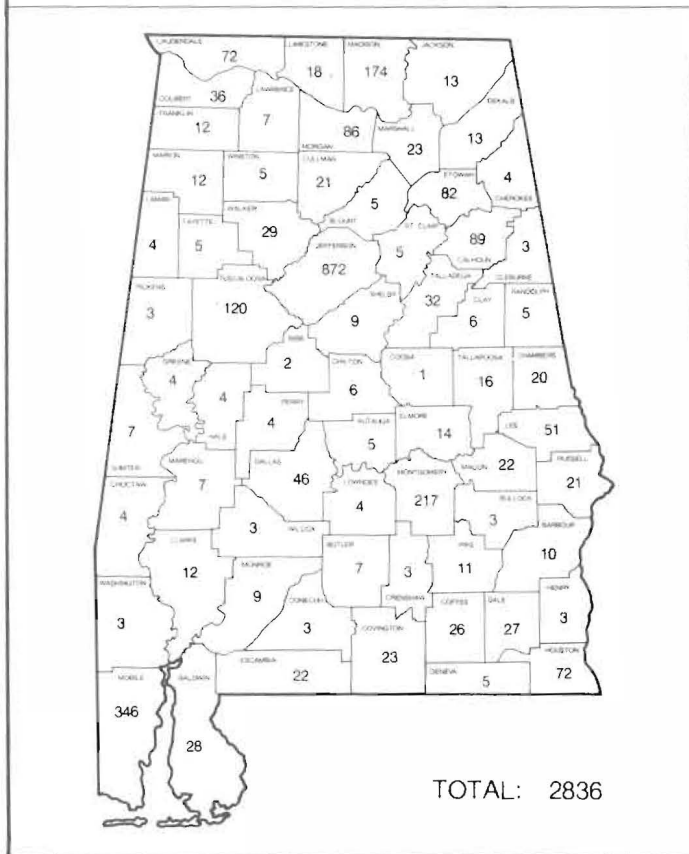 LAUDERDALE
72
LIMESTONE
18
MADISON
174
JACKSON
13
COLBERT
36
LAWRENCE
7
FRANKLIN
12
MORGAN
86
MARSHALL
23
DEKALB
13
MARION
12
WINSTON
5
CULLMAN
21
BLOUNT
5
ETOWAH
82
CHEROKEE
4
LAMAR
4
FAYETTE
5
WALKER
29
JEFFERSON
872
ST. CLAIR
5
CALHOUN
89
CLEBURNE
3
PICKENS
3
TUSCALOOSA
120
SHELBY
9
TALLADEGA
32
CLAY
6
RANDOLPH
5
GREENE
4
HALE
4
BIBB
2
CHILTON
6
COOSA
1
TALLAPOOSA
16
CHAMBERS
20
SUMTER
7
PERRY
4
AUTAUGA
5
ELMORE
14
LEE
51
MARENGO
7
DALLAS
46
LOWNDES
4
MONTGOMERY
217
MACON
22
RUSSELL
21
CHOCTAW
4
WILCOX
3
BULLOCK
3
BARBOUR
10
CLARKE
12
MONROE
9
BUTLER
7
CRENSHAW
3
PIKE
11
WASHINGTON
3
CONECUH
3
COVINGTON
23
COFFEE
26
DALE
27
HENRY
3
MOBILE
346
BALDWIN
28
ESCAMBIA
22
GENEVA
5
HOUSTON
72
TOTAL: 2836